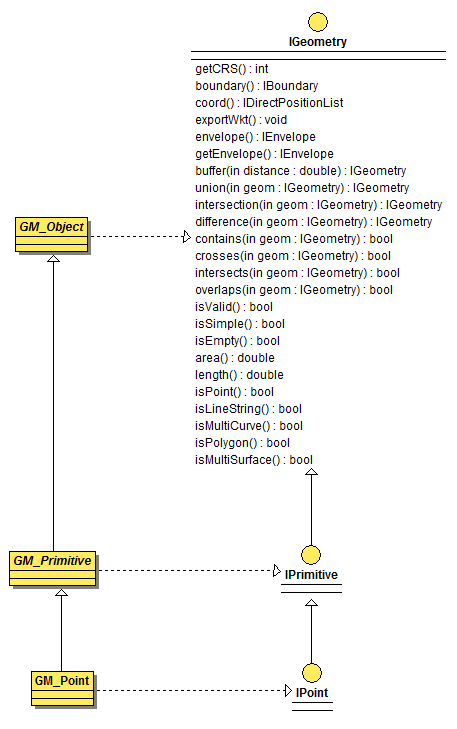 IGeometry
getCRS() : int
boundary() : IBoundary
coord() : IDirectPositionList
exportWkt() : void
envelope() : IEnvelope
getEnvelope() : IEnvelope
buffer(in distance : double) : IGeometry
union(in geom : IGeometry) : IGeometry
intersection(in geom : IGeometry) : IGeometry
difference(in geom : IGeometry) : IGeometry
contains(in geom : IGeometry) : bool
crosses(in geom : IGeometry) : bool
intersects(in geom : IGeometry) : bool
overlaps(in geom : IGeometry) : bool
isValid() : bool
isSimple() : bool
isEmpty() : bool
area() : double
length() : double
isPoint() : bool
isLineString() : bool
isMultiCurve() : bool
isPolygon() : bool
isMultiSurface() : bool
GM_Object
GM_Primitive
IPrimitive
GM_Point
IPoint